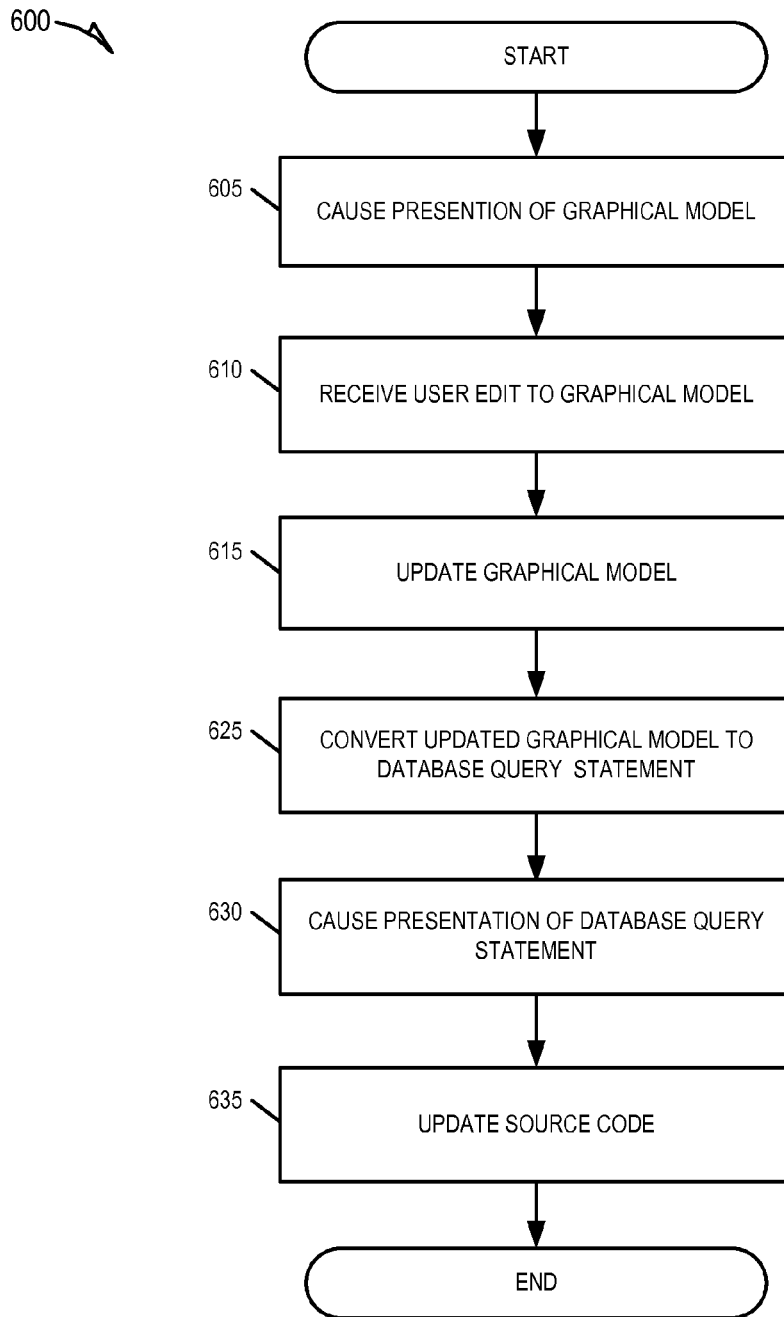 600
START
605
CAUSE PRESENTION OF GRAPHICAL MODEL
610
RECEIVE USER EDIT TO GRAPHICAL MODEL
615
UPDATE GRAPHICAL MODEL
625
CONVERT UPDATED GRAPHICAL MODEL TO
DATABASE QUERY STATEMENT
630
CAUSE PRESENTATION OF DATABASE QUERY
STATEMENT
635
UPDATE SOURCE CODE
END